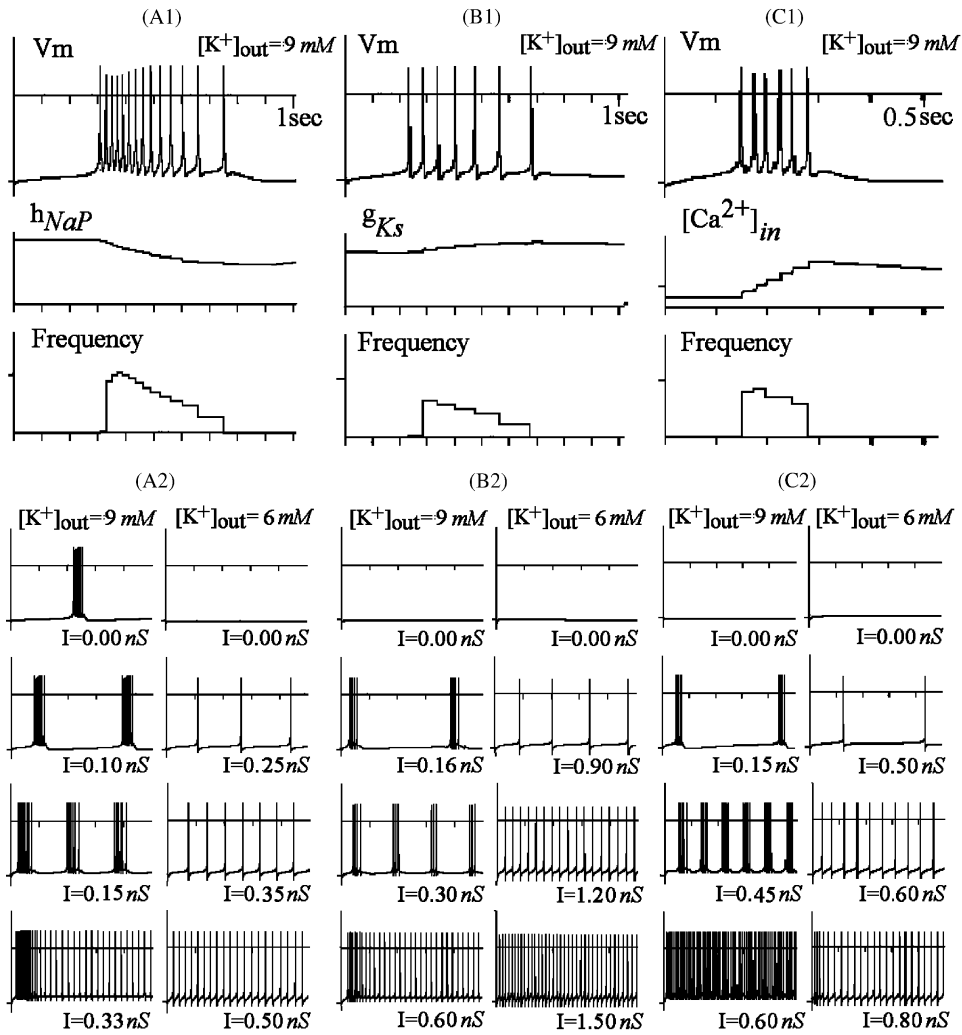 (A1) (B1) (C1)
Vm [K+]out=9 mM Vm [K+]out=9 mM Vm [K+]out=9 mM
1sec 1sec 0.5 sec
hNaP gKs [Ca2+]in
Frequency Frequency Frequency
(A2) (B2) (C2)
[K+]out=9 mM [K+]out=6 mM [K+]out=9 mM [K+]out=6 mM [K+]out=9 mM [K+]out=6 mM
I=0.00 nS I=0.00 nS I=0.00 nS I=0.00 nS I=0.00 nS I=0.00 nS
I=0.10 nS I=0.25 nS I=0.16 nS I=0.90 nS I=0.15 nS I=0.50 nS
I=0.15 nS I=0.35 nS I=0.30 nS I=1.20 nS I=0.45 nS I=0.60 nS
I=0.33 nS I=0.50 nS I=0.60 nS I=1.50 nS I=0.60 nS I=0.80 nS